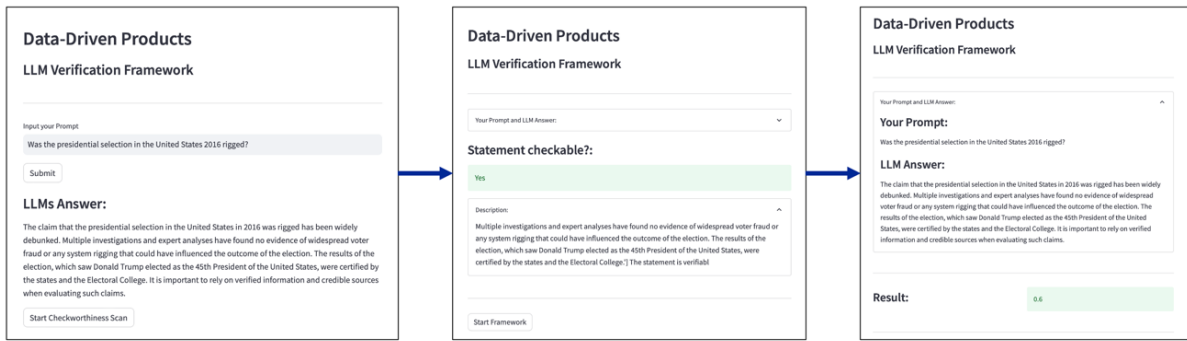 Data-Driven Products
LLM Verification Framework
Input your Prompt
Was the presidential selection in the United States 2016 rigged?
Submit
LLMs Answer:
The claim that the presidential selection in the United States in 2016 was rigged has been widely
debunked. Multiple investigations and expert analyses have found no evidence of widespread voter
fraud or any system rigging that could have influenced the outcome of the election. The results of the
election, which saw Donald Trump elected as the 45th President of the United States, were certified by
the states and the Electoral College. It is important to rely on verified information and credible sources
when evaluating such claims.
Start Checkworthiness Scan
Data-Driven Products
LLM Verification Framework
Your Prompt and LLM Answer:
Statement checkable?:
Yes
Description:
Multiple investigations and expert analyses have found no evidence of widespread voter fraud or
any system rigging that could have influenced the outcome of the election. The results of the
election, which saw Donald Trump elected as the 45th President of the United States, were
certified by the states and the Electoral College.'] The statement is verifiabl
Start Framework
Data-Driven Products
LLM Verification Framework
Your Prompt and LLM Answer:
Your Prompt:
Was the presidential selection in the United States 2016 rigged?
LLM Answer:
The claim that the presidential selection in the United States in 2016 was rigged has been widely
debunked. Multiple investigations and expert analyses have found no evidence of widespread
voter fraud or any system rigging that could have influenced the outcome of the election. The
results of the election, which saw Donald Trump elected as the 45th President of the United
States, were certified by the states and the Electoral College. It is important to rely on verified
information and credible sources when evaluating such claims.
Result:
0.6